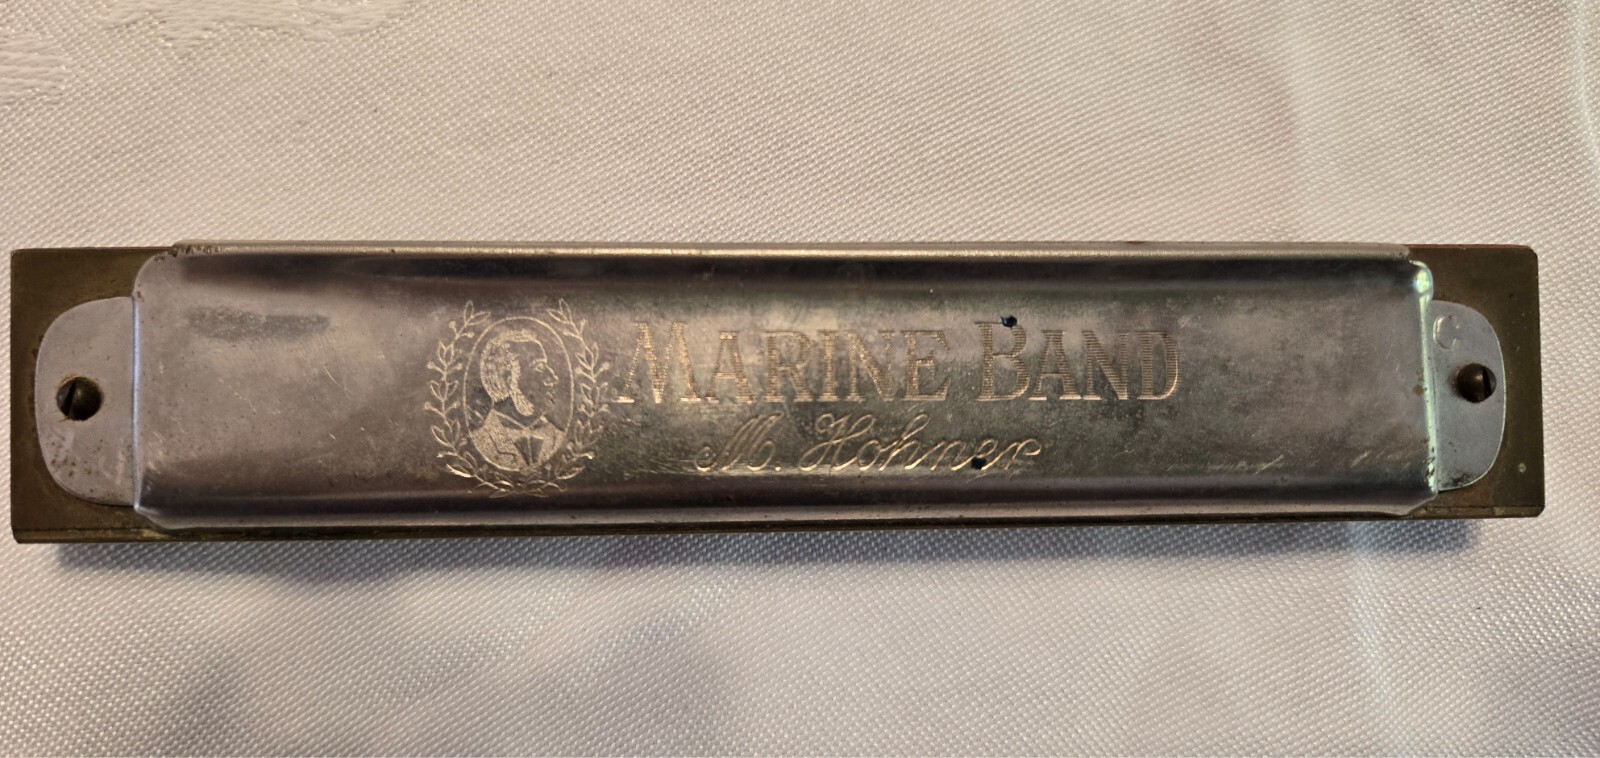 MARINE BAND
M. Hohner
C